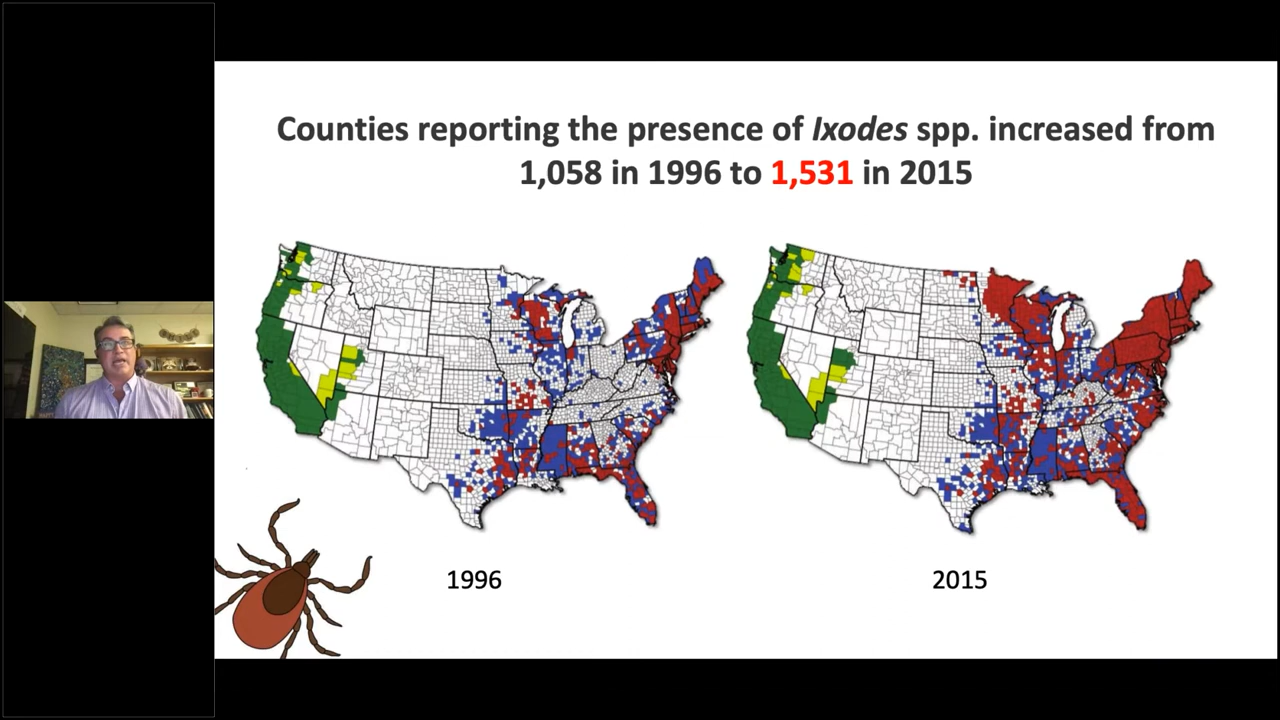 Counties reporting the presence of Ixodes spp. increased from
1,058 in 1996 to 1,531 in 2015
1996
2015